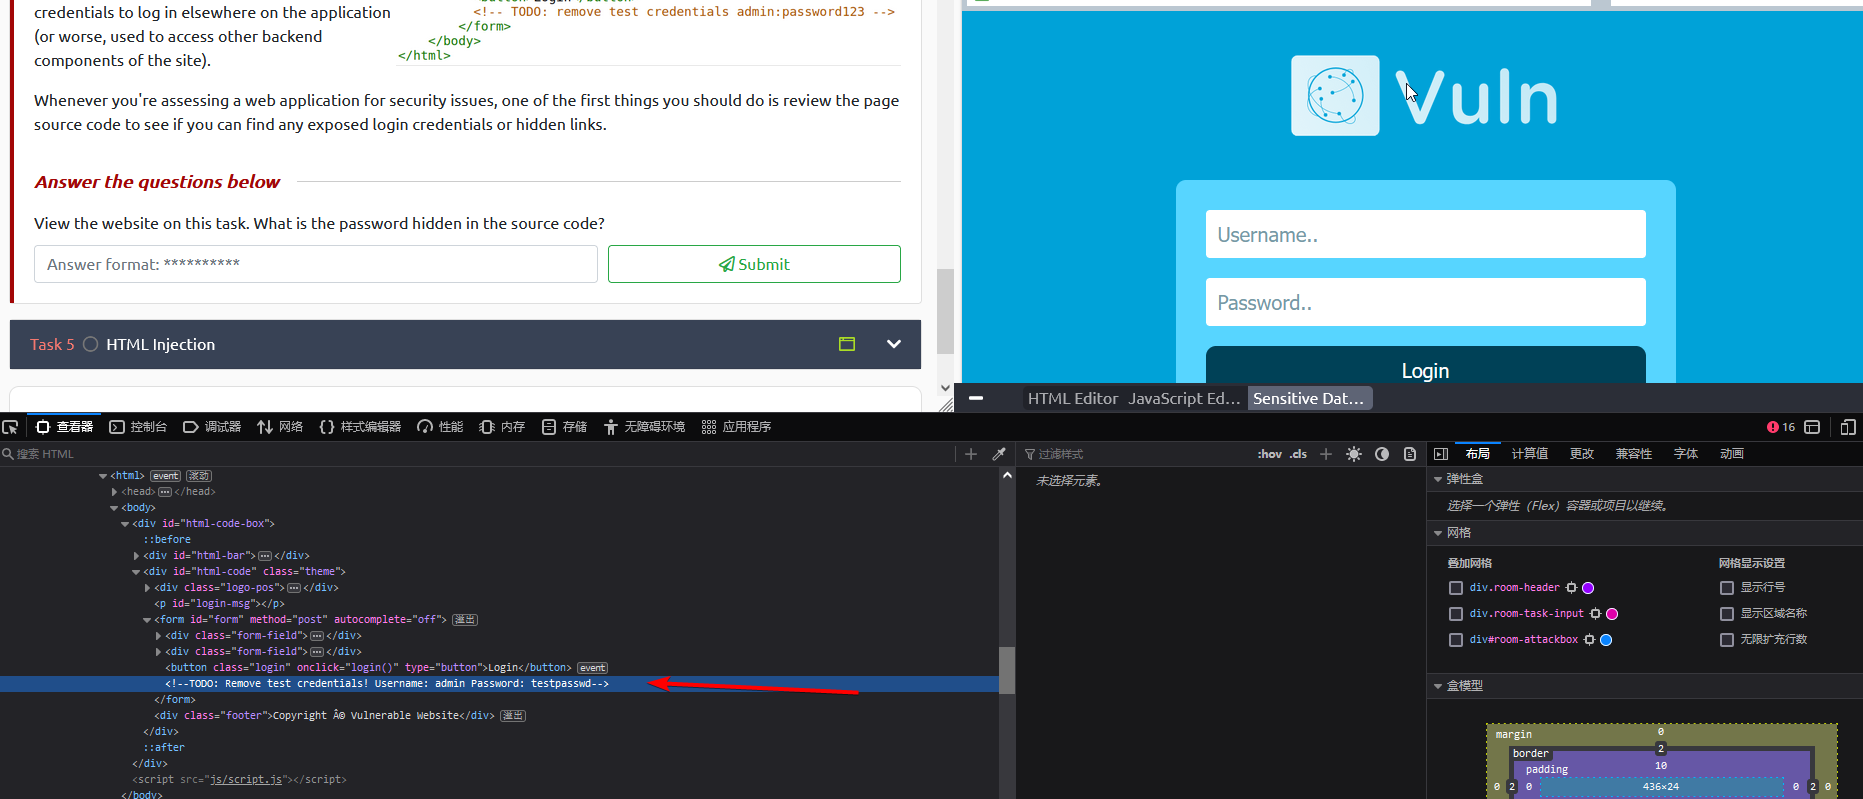 credentials to log in elsewhere on the application
(or worse, used to access other backend
components of the site).
<!-- TODO: remove test credentials admin:password123 -->
</form>
</body>
</html>
Whenever you're assessing a web application for security issues, one of the first things you should do is review the page
source code to see if you can find any exposed login credentials or hidden links.
Answer the questions below
View the website on this task. What is the password hidden in the source code?
Answer format: **********
Submit
Task 5 HTML Injection
Vuln
Username..
Password..
Login
HTML Editor JavaScript Ed... Sensitive Dat...
查看器 控制台 调试器 网络 样式编辑器 性能 内存 存储 无障碍环境 应用程序 16
搜索 HTML
<html> event 滚动
<head> ··· </head>
<body>
<div id="html-code-box">
::before
<div id="html-bar"> ··· </div>
<div id="html-code" class="theme">
<div class="logo-pos"> ··· </div>
<p id="login-msg"></p>
<form id="form" method="post" autocomplete="off"> 溢出
<div class="form-field"> ··· </div>
<div class="form-field"> ··· </div>
<button class="login" onclick="login()" type="button">Login</button> event
<!--TODO: Remove test credentials! Username: admin Password: testpasswd-->
</form>
<div class="footer">Copyright Â© Vulnerable Website</div> 溢出
</div>
::after
</div>
<script src="js/script.js"></script>
</body>
过滤样式 :hov .cls
未选择元素。
布局 计算值 更改 兼容性 字体 动画
弹性盒
选择一个弹性（Flex）容器或项目以继续。
网格
叠加网格 网格显示设置
div.room-header 显示行号
div.room-task-input 显示区域名称
div#room-attackbox 无限扩充行数
盒模型
margin 0
border 2
padding 10
0 2 0 436×24 0 2 0